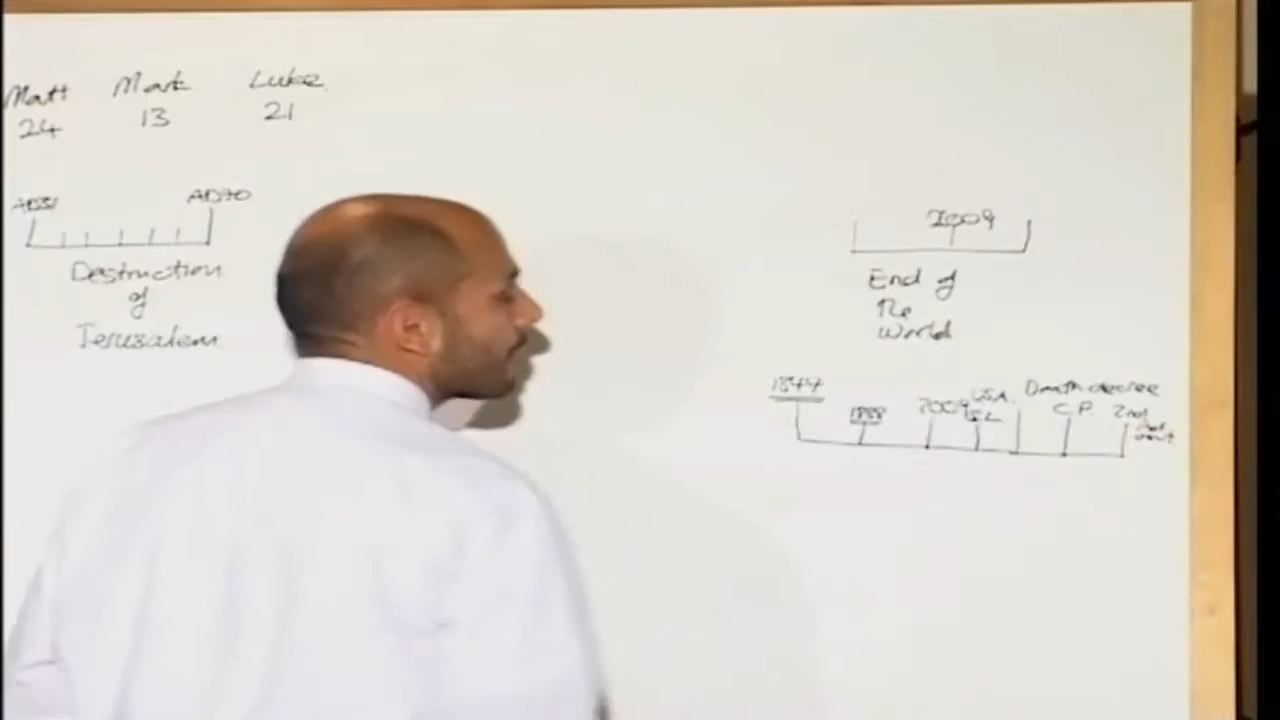 Matt Mark Luke
24 13 21
AD31 AD70
Destruction
of
Jerusalem
2009
End of
The
World
1844 1888 2009 USA SL Death decree C.P. 2nd